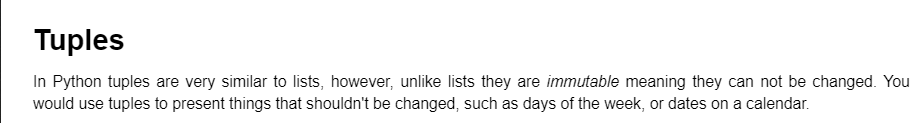 Tuples
In Python tuples are very similar to lists, however, unlike lists they are immutable meaning they can not be changed. You
would use tuples to present things that shouldn't be changed, such as days of the week, or dates on a calendar.